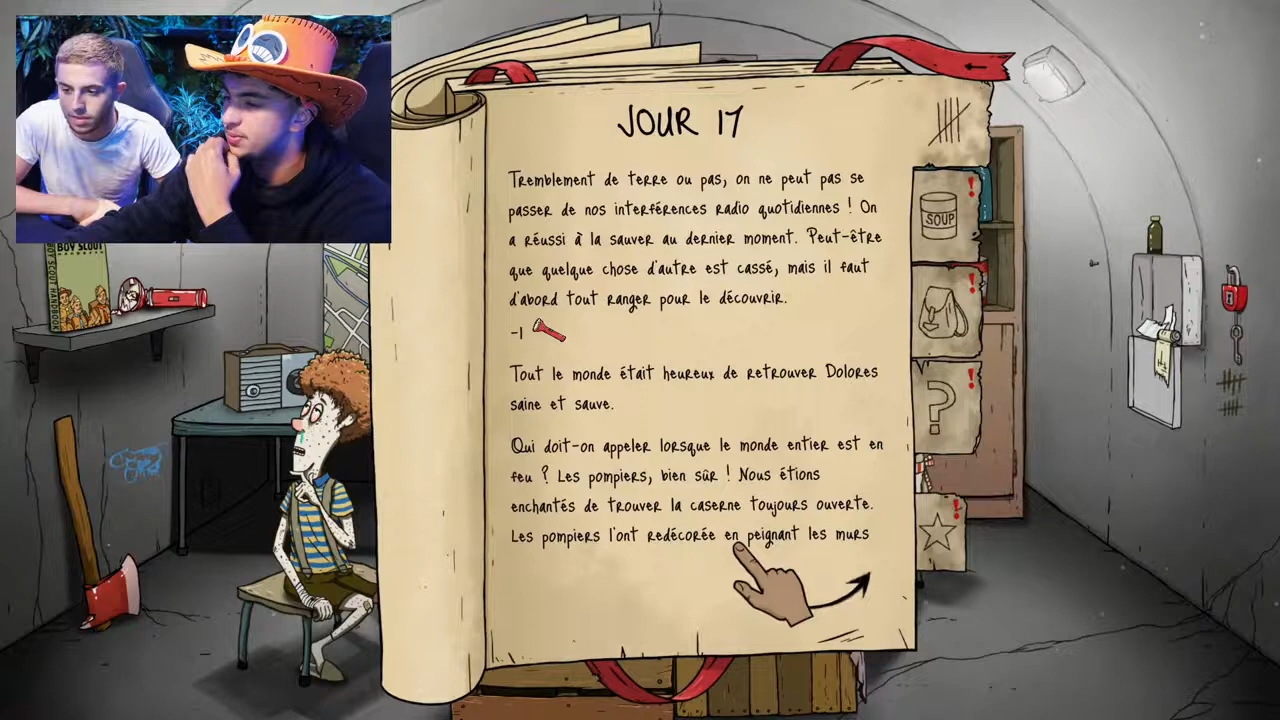 JOUR 17
Tremblement de terre ou pas, on ne peut pas se
passer de nos interférences radio quotidiennes ! On
a réussi à la sauver au dernier moment. Peut-être
que quelque chose d'autre est cassé, mais il faut
d'abord tout ranger pour le découvrir.
-1
Tout le monde était heureux de retrouver Dolores
saine et sauve.
Qui doit-on appeler lorsque le monde entier est en
feu ? Les pompiers, bien sûr ! Nous étions
enchantés de trouver la caserne toujours ouverte.
Les pompiers l'ont redécorée en peignant les murs
SOUP
!
!
?
!
!
BOY SCOUT
BOY SCOUT HANDBOOK